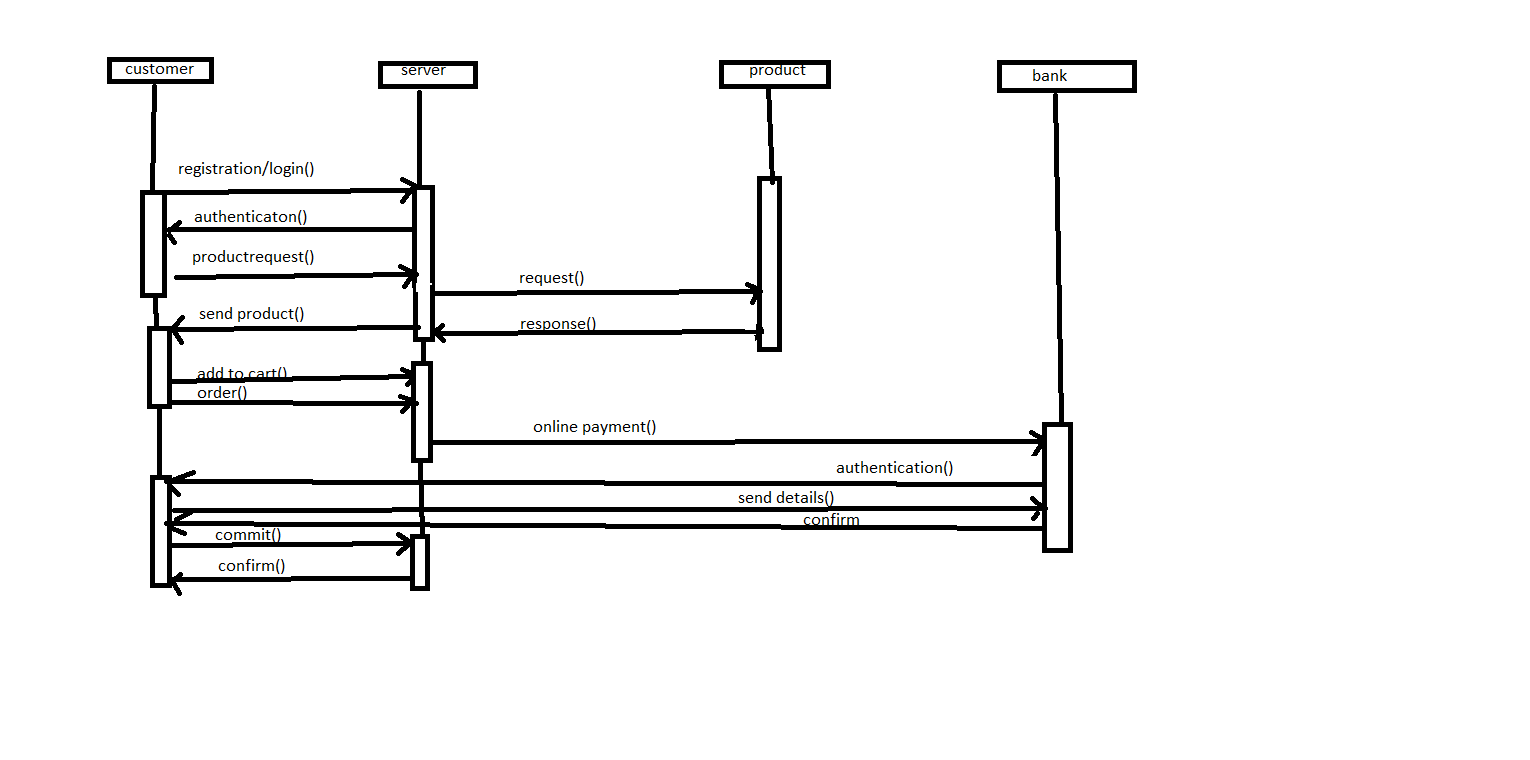 customer
server
product
bank
registration/login()
authenticaton()
productrequest()
request()
send product()
response()
add to cart()
order()
online payment()
authentication()
send details()
confirm
commit()
confirm()